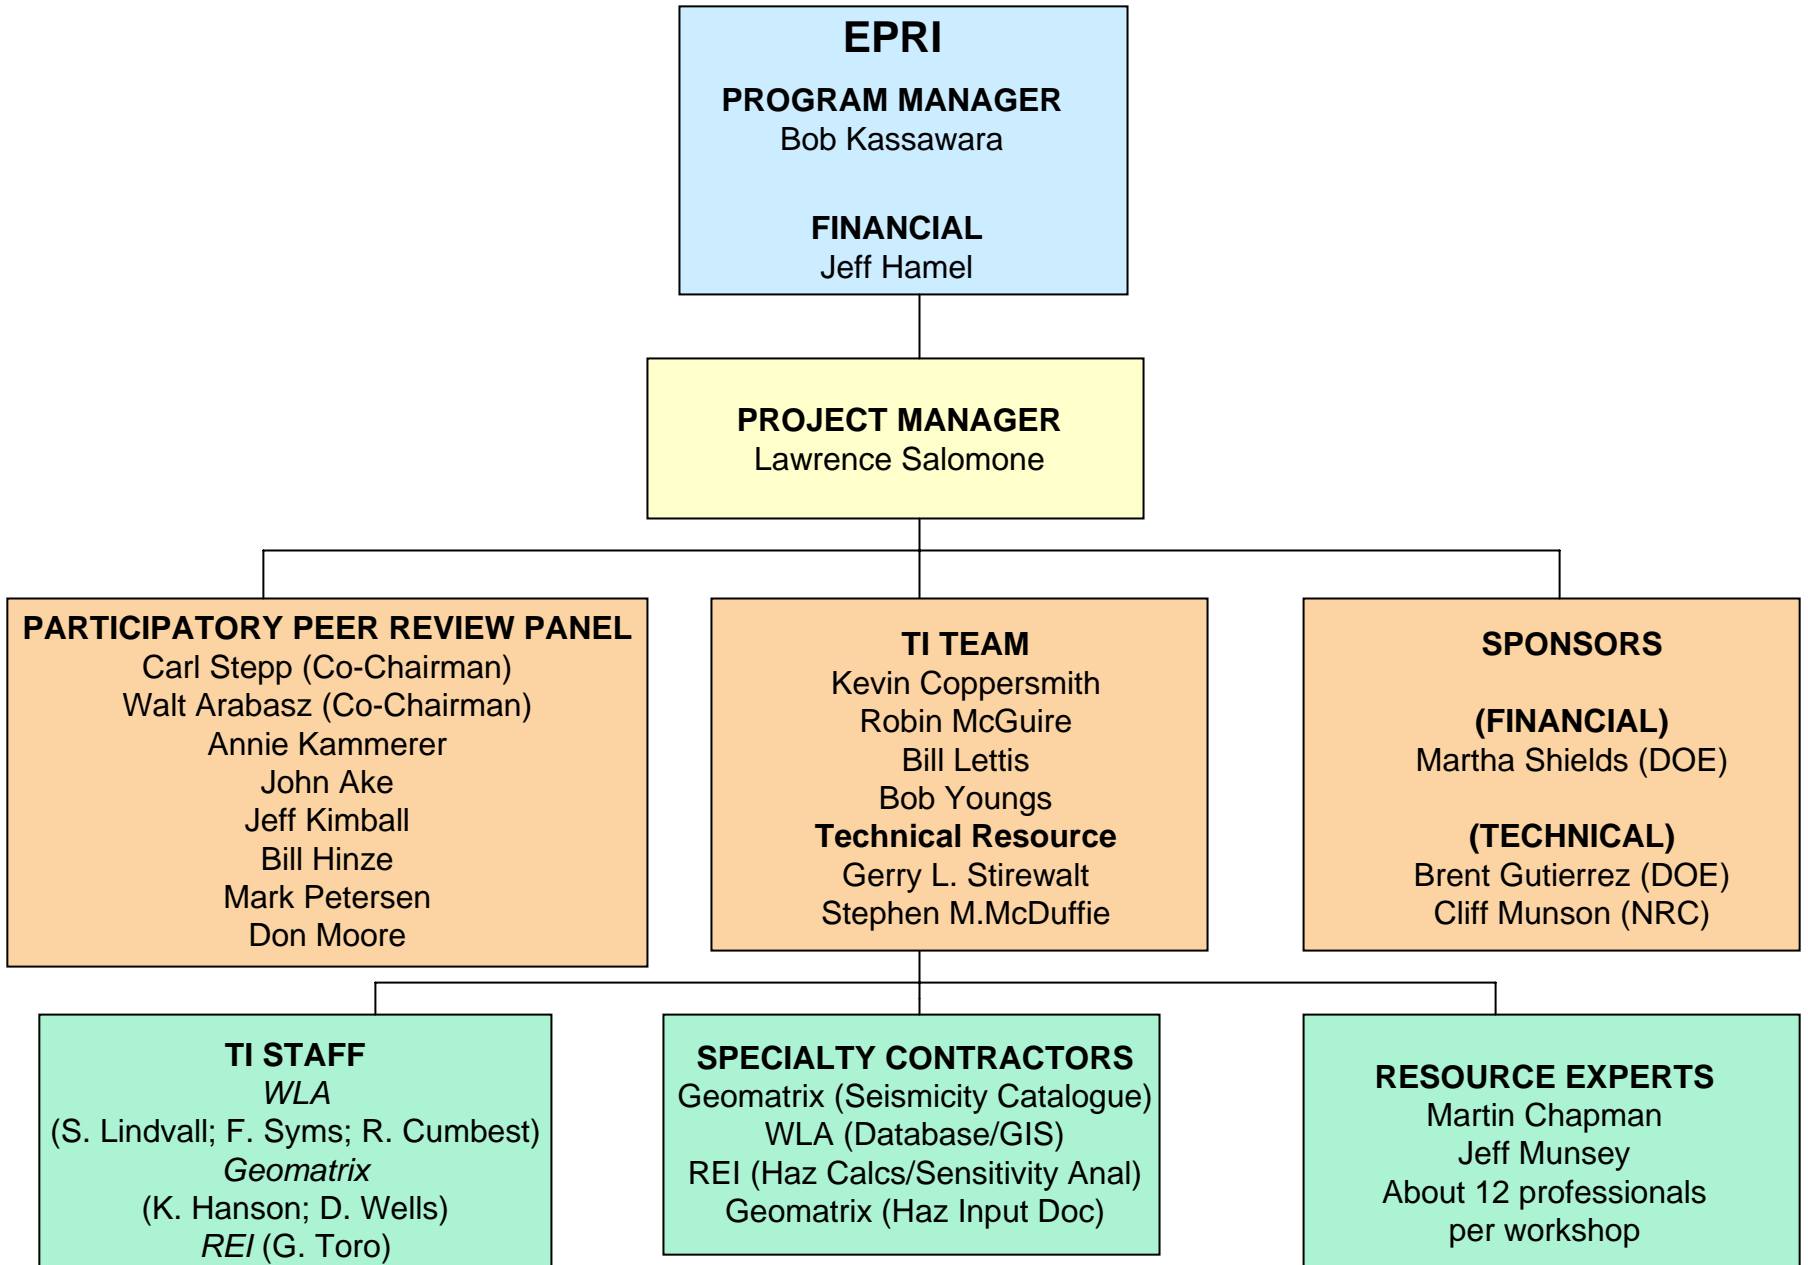 EPRI
PROGRAM MANAGER
Bob Kassawara
FINANCIAL
Jeff Hamel
PROJECT MANAGER
Lawrence Salomone
PARTICIPATORY PEER REVIEW PANEL
Carl Stepp (Co-Chairman)
Walt Arabasz (Co-Chairman)
Annie Kammerer
John Ake
Jeff Kimball
Bill Hinze
Mark Petersen
Don Moore
TI TEAM
Kevin Coppersmith
Robin McGuire
Bill Lettis
Bob Youngs
Technical Resource
Gerry L. Stirewalt
Stephen M.McDuffie
SPONSORS
(FINANCIAL)
Martha Shields (DOE)
(TECHNICAL)
Brent Gutierrez (DOE)
Cliff Munson (NRC)
TI STAFF
WLA
(S. Lindvall; F. Syms; R. Cumbest)
Geomatrix
(K. Hanson; D. Wells)
REI (G. Toro)
SPECIALTY CONTRACTORS
Geomatrix (Seismicity Catalogue)
WLA (Database/GIS)
REI (Haz Calcs/Sensitivity Anal)
Geomatrix (Haz Input Doc)
RESOURCE EXPERTS
Martin Chapman
Jeff Munsey
About 12 professionals
per workshop